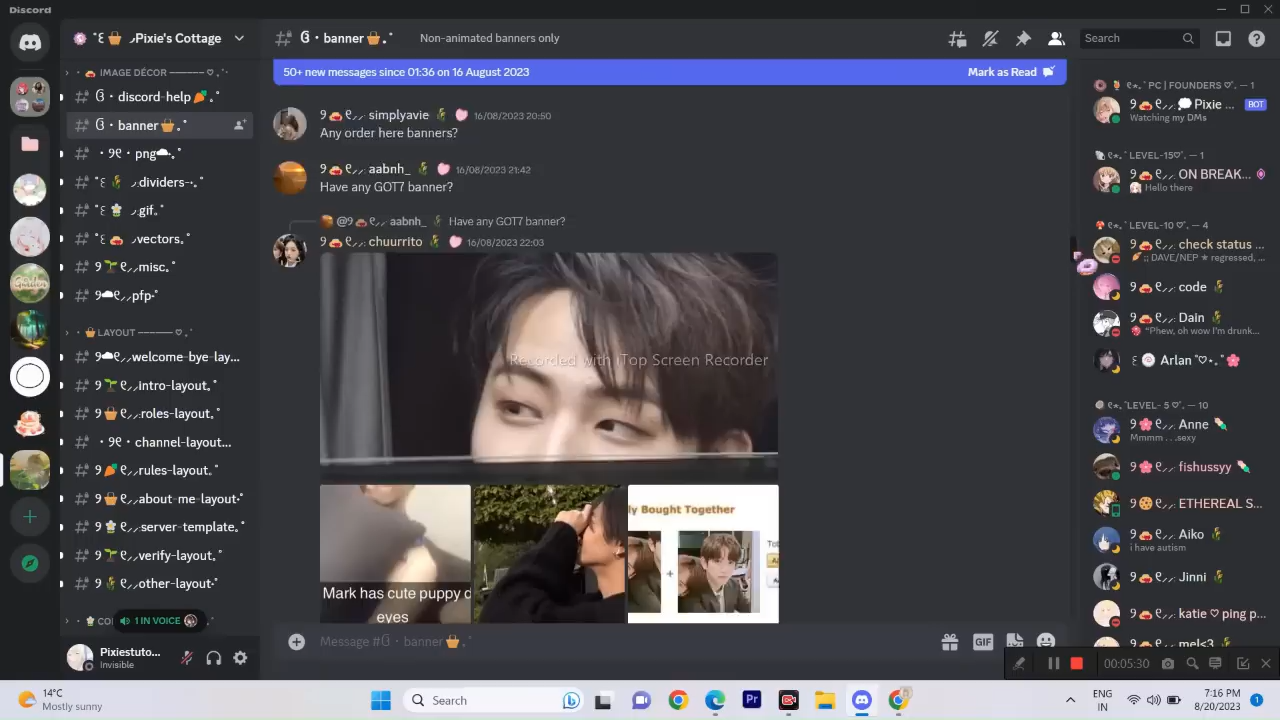 Discord
Pixie's Cottage
banner
Non-animated banners only
Search
IMAGE DÉCOR
discord-help
banner
png
dividers
gif
vectors
misc
pfp
LAYOUT
welcome-bye-lay...
intro-layout
roles-layout
channel-layout...
rules-layout
about-me-layout
server-template
verify-layout
other-layout
1 IN VOICE
Pixiestuto...
Invisible
50+ new messages since 01:36 on 16 August 2023
Mark as Read
simplyavie 16/08/2023 20:50
Any order here banners?
aabnh_ 16/08/2023 21:42
Have any GOT7 banner?
aabnh_ Have any GOT7 banner?
chuurrito 16/08/2023 22:03
Recorded with iTop Screen Recorder
Mark has cute puppy d
eyes
ly Bought Together
Message # banner
GIF
PC | FOUNDERS — 1
Pixie ... BOT
Watching my DMs
LEVEL-15 — 1
ON BREAK...
Hello there
LEVEL-10 — 4
check status ...
DAVE/NEP ★ regressed, ...
code
Dain
"Phew, oh wow I'm drunk...
Arlan
LEVEL- 5 — 10
Anne
Mmmm . . .sexy
fishussyy
ETHEREAL S...
Aiko
i have autism
Jinni
katie ♡ ping p...
mels3
00:05:30
14°C
Mostly sunny
Search
Pr
ENG
IN
7:16 PM
8/20/2023
1